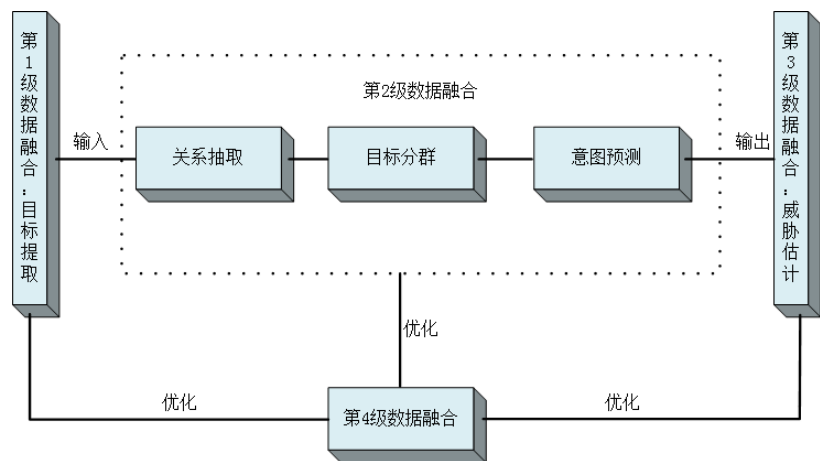 第1级数据融合：目标提取
第2级数据融合
第3级数据融合：威胁估计
输入
关系抽取
目标分群
意图预测
输出
优化
优化
优化
第4级数据融合